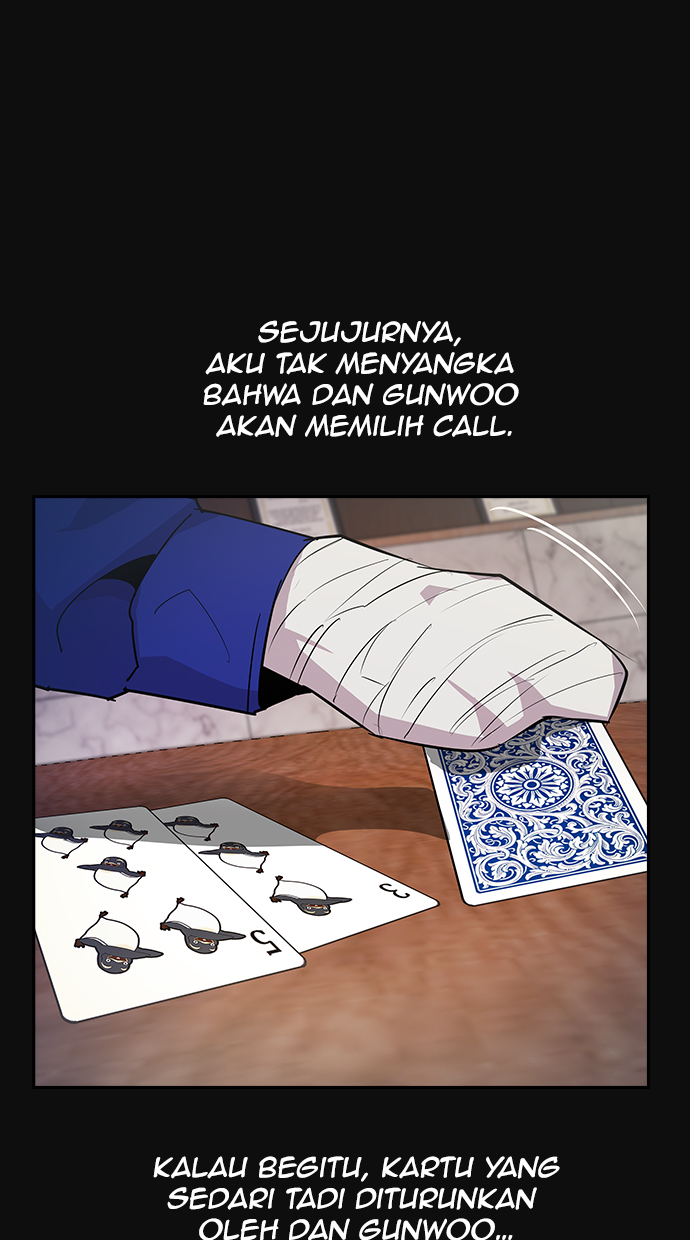 SEJUJURNYA,
AKU TAK MENYANGKA
BAHWA DAN GUNWOO
AKAN MEMILIH CALL.
3
5
KALAU BEGITU, KARTU YANG
SEDARI TADI DITURUNKAN
OLEH DAN GUNWOO...